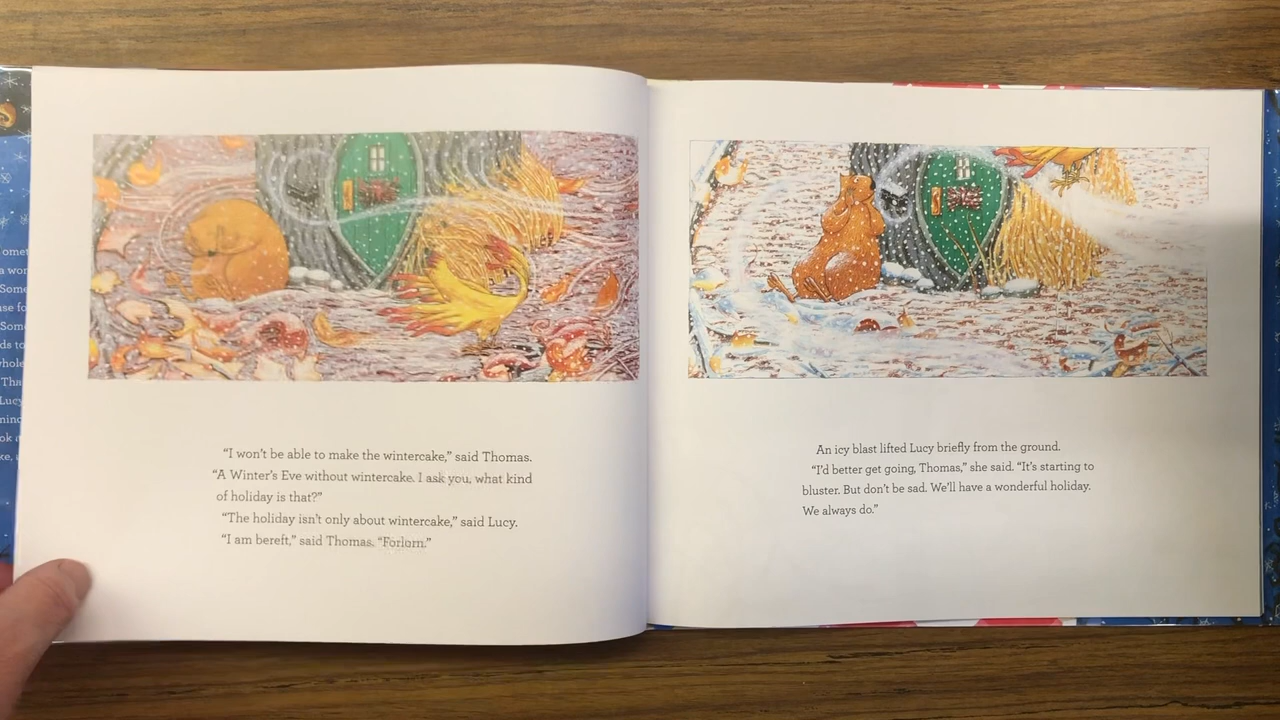 “I won’t be able to make the wintercake,” said Thomas.
“A Winter’s Eve without wintercake. I ask you, what kind
of holiday is that?”
“The holiday isn’t only about wintercake,” said Lucy.
“I am bereft,” said Thomas. “Forlorn.”
An icy blast lifted Lucy briefly from the ground.
“I’d better get going, Thomas,” she said. “It’s starting to
bluster. But don’t be sad. We’ll have a wonderful holiday.
We always do.”